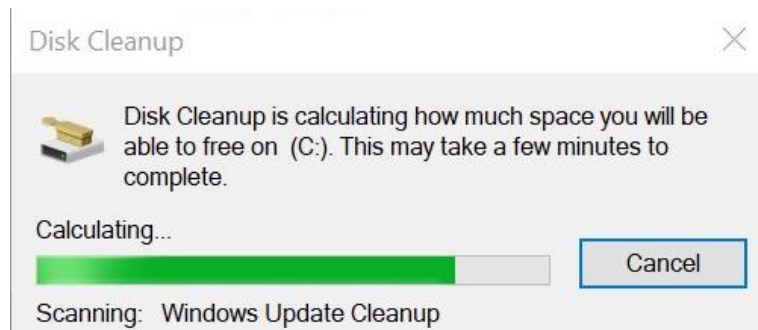 Disk Cleanup
Disk Cleanup is calculating how much space you will be
able to free on  (C:). This may take a few minutes to
complete.
Calculating...
Cancel
Scanning:   Windows Update Cleanup